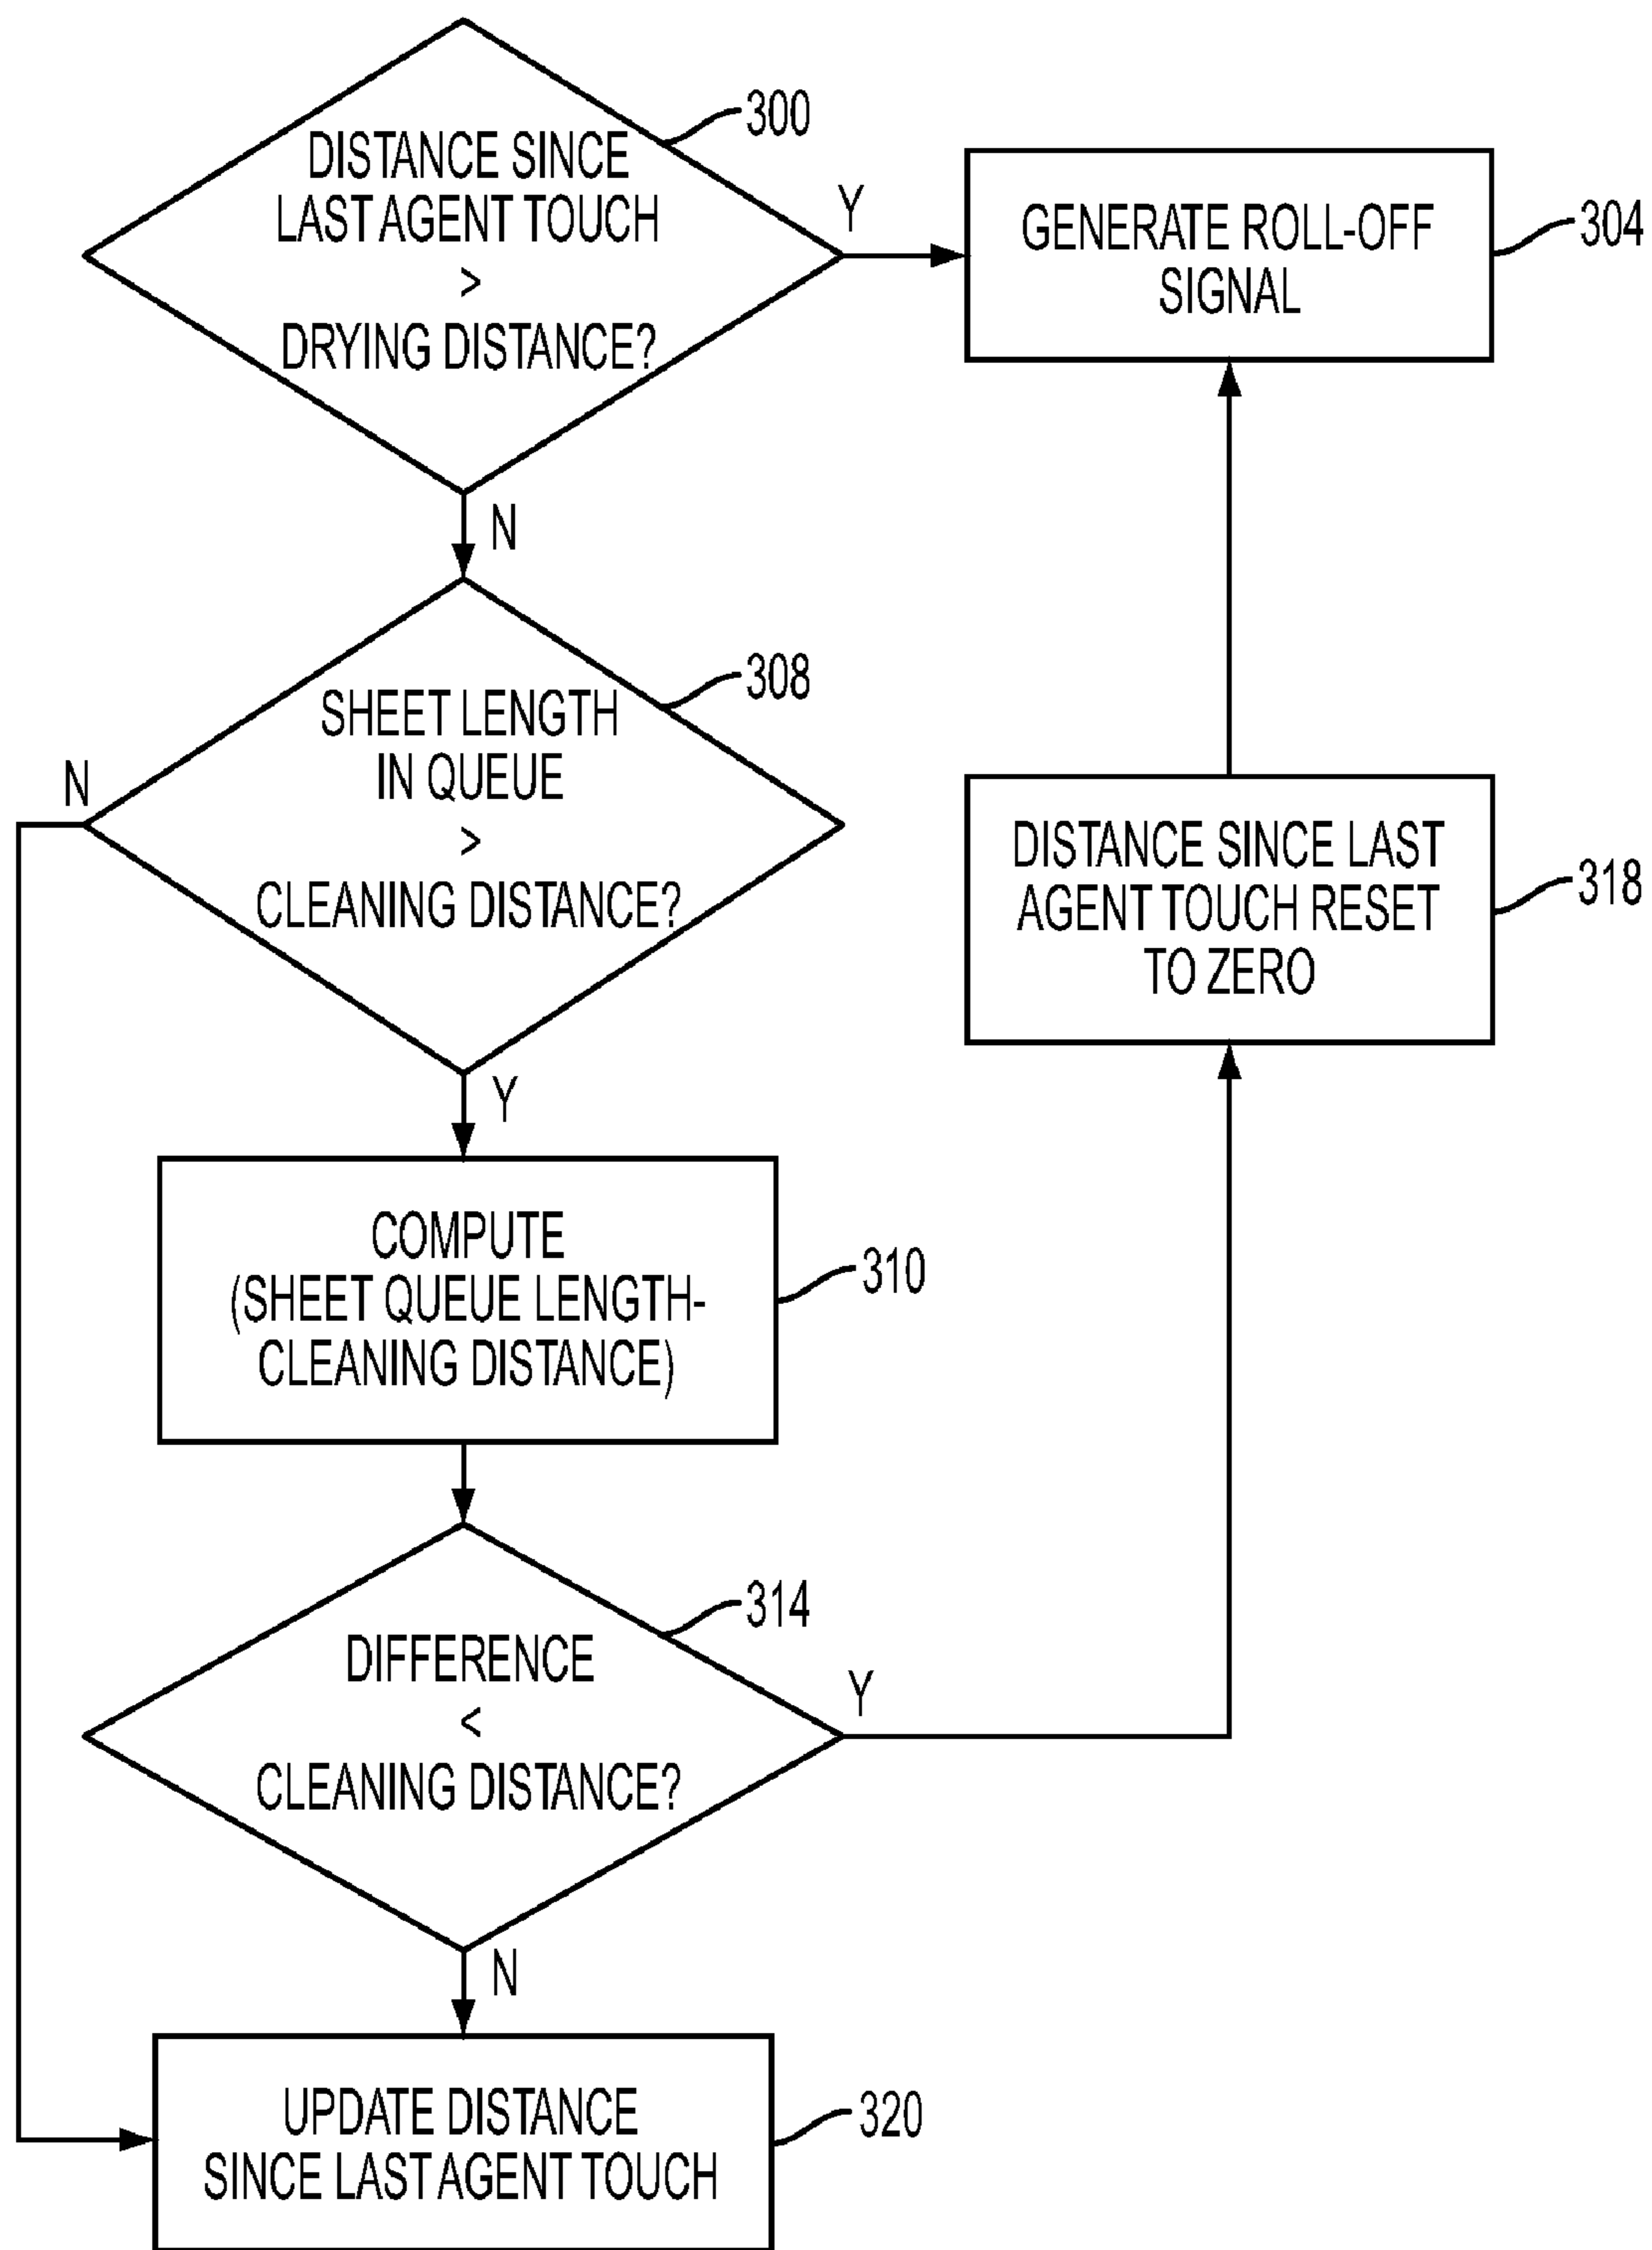 DISTANCE SINCE
LAST AGENT TOUCH
>
DRYING DISTANCE?
300
Y
GENERATE ROLL-OFF
SIGNAL
304
N
SHEET LENGTH
IN QUEUE
>
CLEANING DISTANCE?
308
N
Y
DISTANCE SINCE LAST
AGENT TOUCH RESET
TO ZERO
318
COMPUTE
(SHEET QUEUE LENGTH-
CLEANING DISTANCE)
310
DIFFERENCE
<
CLEANING DISTANCE?
314
Y
N
UPDATE DISTANCE
SINCE LAST AGENT TOUCH
320